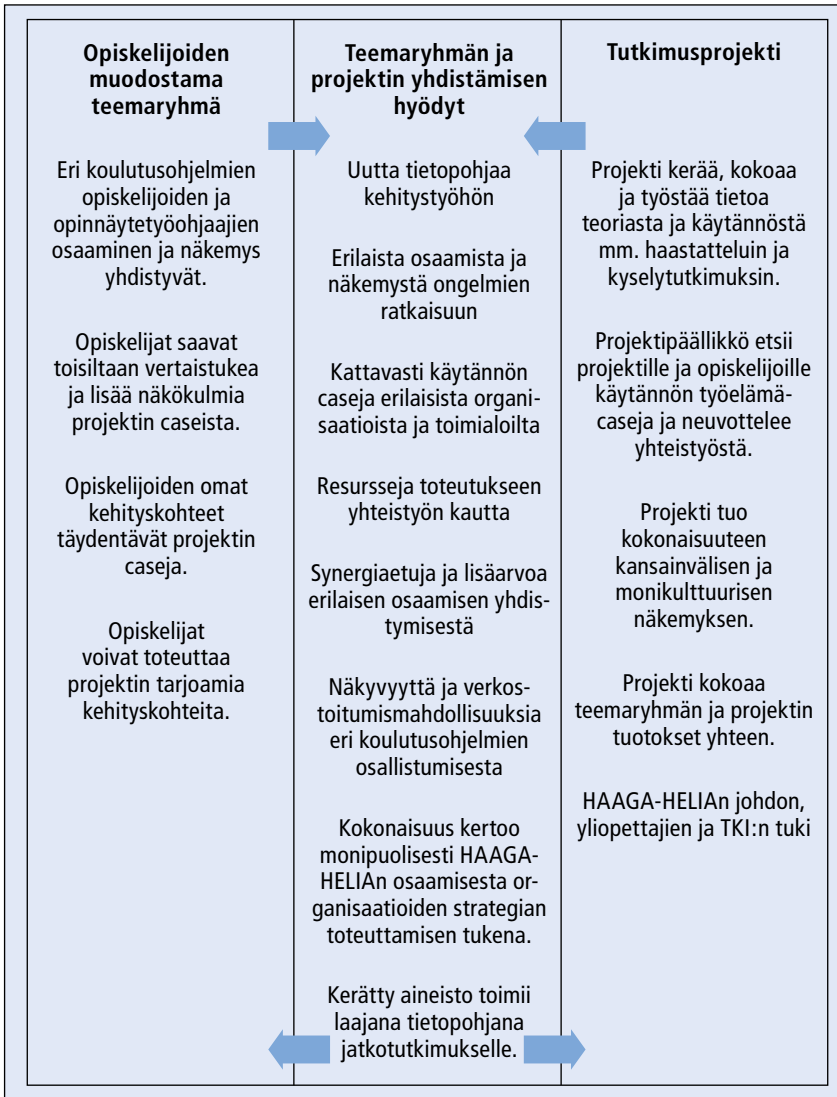 Opiskelijoiden
muodostama
teemaryhmä
Eri koulutusohjelmien
opiskelijoiden ja
opinnäytetyöohjaajien
osaaminen ja näkemys
yhdistyvät.
Opiskelijat saavat
toisiltaan vertaistukea
ja lisää näkökulmia
projektin caseista.
Opiskelijoiden omat
kehityskohteet
täydentävät projektin
caseja.
Opiskelijat
voivat toteuttaa
projektin tarjoamia
kehityskohteita.
Teemaryhmän ja
projektin yhdistämisen
hyödyt
Uutta tietopohjaa
kehitystyöhön
Erilaista osaamista ja
näkemystä ongelmien
ratkaisuun
Kattavasti käytännön
caseja erilaisista organi-
saatioista ja toimialoilta
Resursseja toteutukseen
yhteistyön kautta
Synergiaetuja ja lisäarvoa
erilaisen osaamisen yhdis-
tymisestä
Näkyvyyttä ja verkos-
toitumismahdollisuuksia
eri koulutusohjelmien
osallistumisesta
Kokonaisuus kertoo
monipuolisesti HAAGA-
HELIAn osaamisesta or-
ganisaatioiden strategian
toteuttamisen tukena.
Kerätty aineisto toimii
laajana tietopohjana
jatkotutkimukselle.
Tutkimusprojekti
Projekti kerää, kokoaa
ja työstää tietoa
teoriasta ja käytännöstä
mm. haastatteluin ja
kyselytutkimuksin.
Projektipäällikkö etsii
projektille ja opiskelijoille
käytännön työelämä-
caseja ja neuvottelee
yhteistyöstä.
Projekti tuo
kokonaisuuteen
kansainvälisen ja
monikulttuurisen
näkemyksen.
Projekti kokoaa
teemaryhmän ja projektin
tuotokset yhteen.
HAAGA-HELIAn johdon,
yliopettajien ja TKI:n tuki